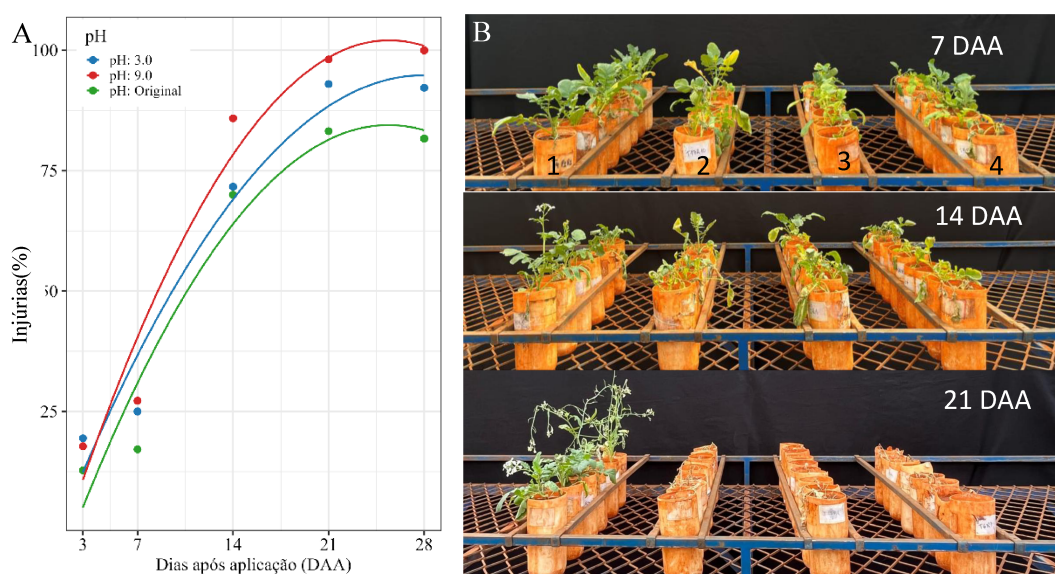 A
pH
pH: 3.0
pH: 9.0
pH: Original
100
75
50
25
Injúrias(%)
3 7 14 21 28
Dias após aplicação (DAA)
B
7 DAA
1 2 3 4
14 DAA
21 DAA